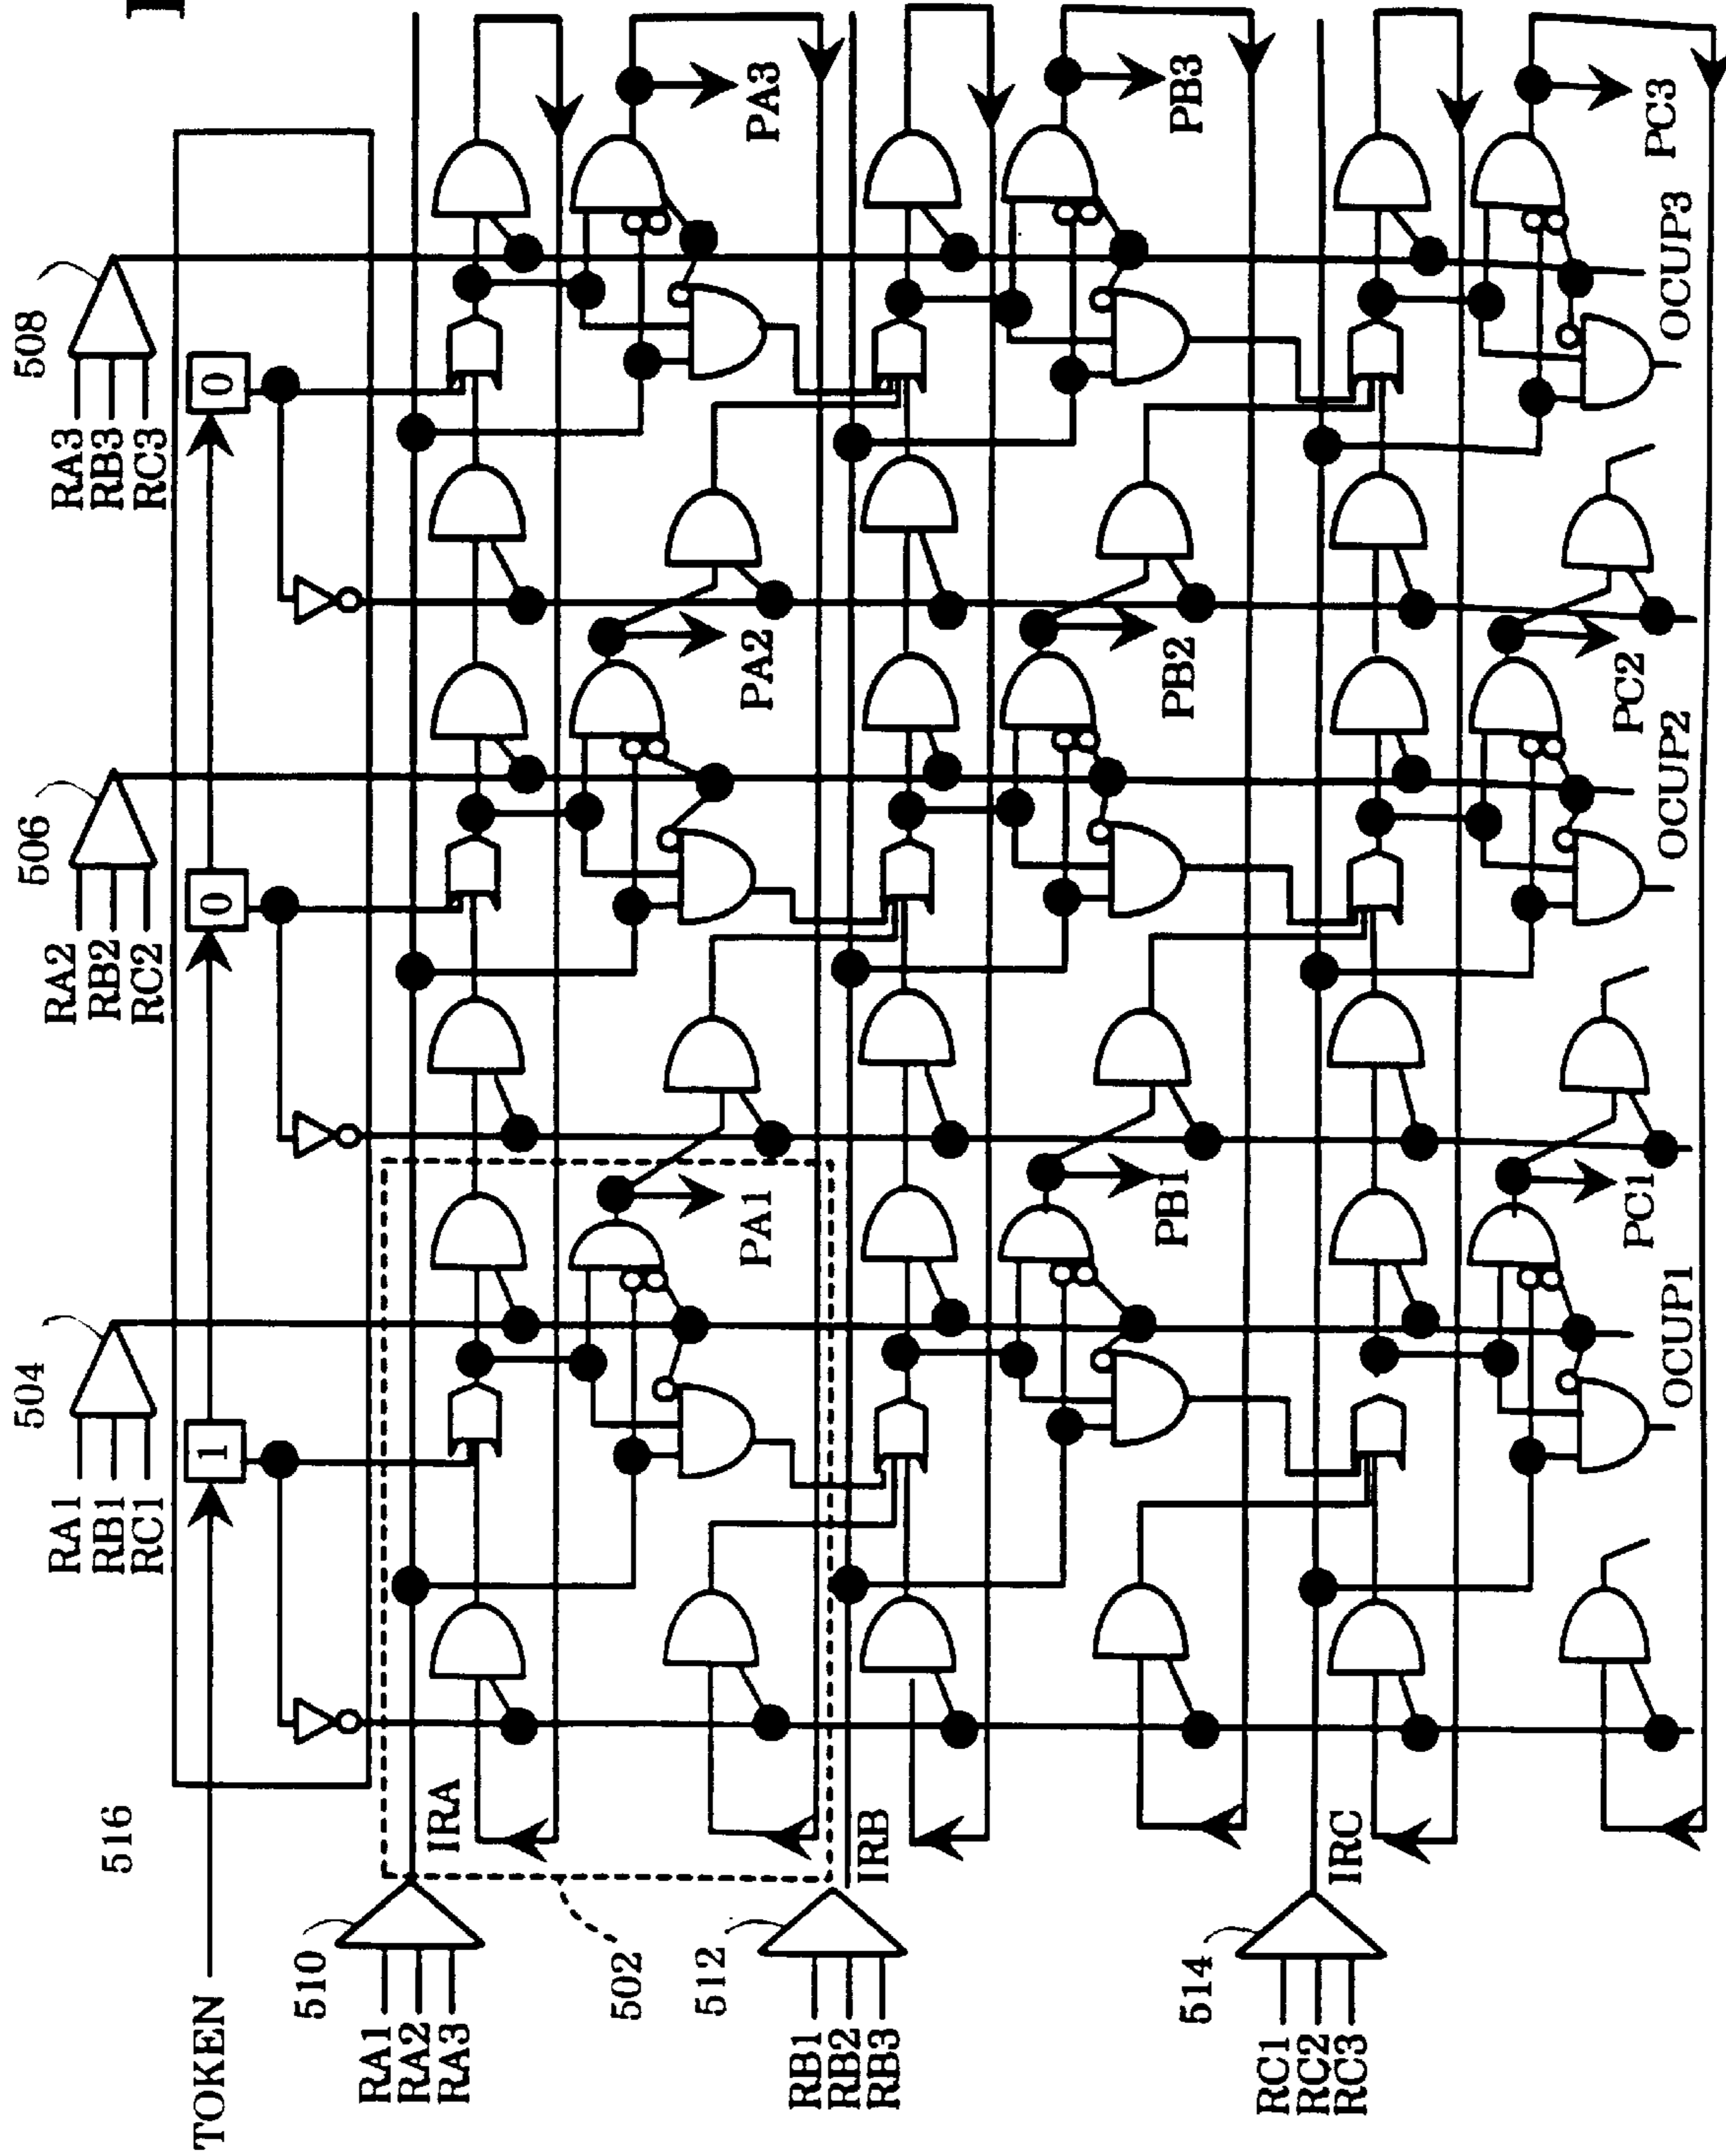 504
RA1
RB1
RC1
506
RA2
RB2
RC2
508
RA3
RB3
RC3
516
TOKEN
1
0
0
510
RA1
RA2
RA3
IRA
502
PA1
PA2
PA3
512
RB1
RB2
RB3
IRB
PB1
PB2
PB3
514
RC1
RC2
RC3
IRC
PC1
PC2
PC3
OCUP1
OCUP2
OCUP3